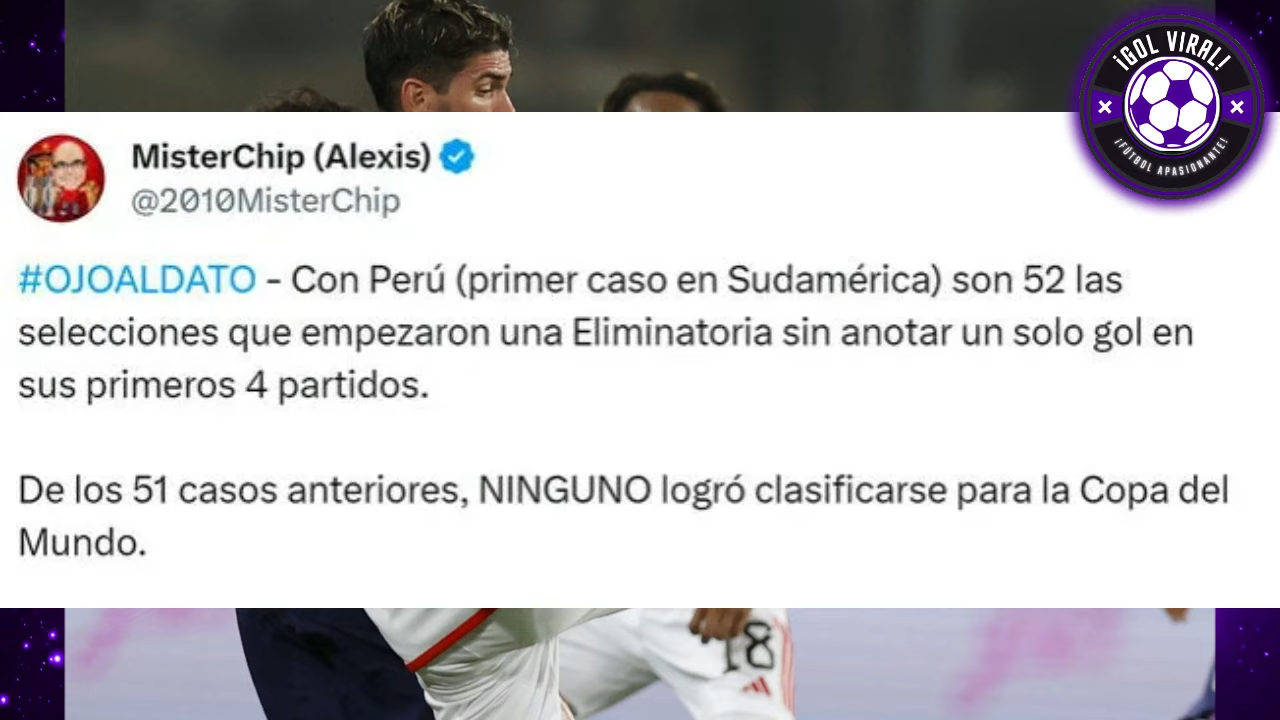 ¡GOL VIRAL!
¡FÚTBOL APASIONANTE!
MisterChip (Alexis)
@2010MisterChip
#OJOALDATO - Con Perú (primer caso en Sudamérica) son 52 las
selecciones que empezaron una Eliminatoria sin anotar un solo gol en
sus primeros 4 partidos.
De los 51 casos anteriores, NINGUNO logró clasificarse para la Copa del
Mundo.
18